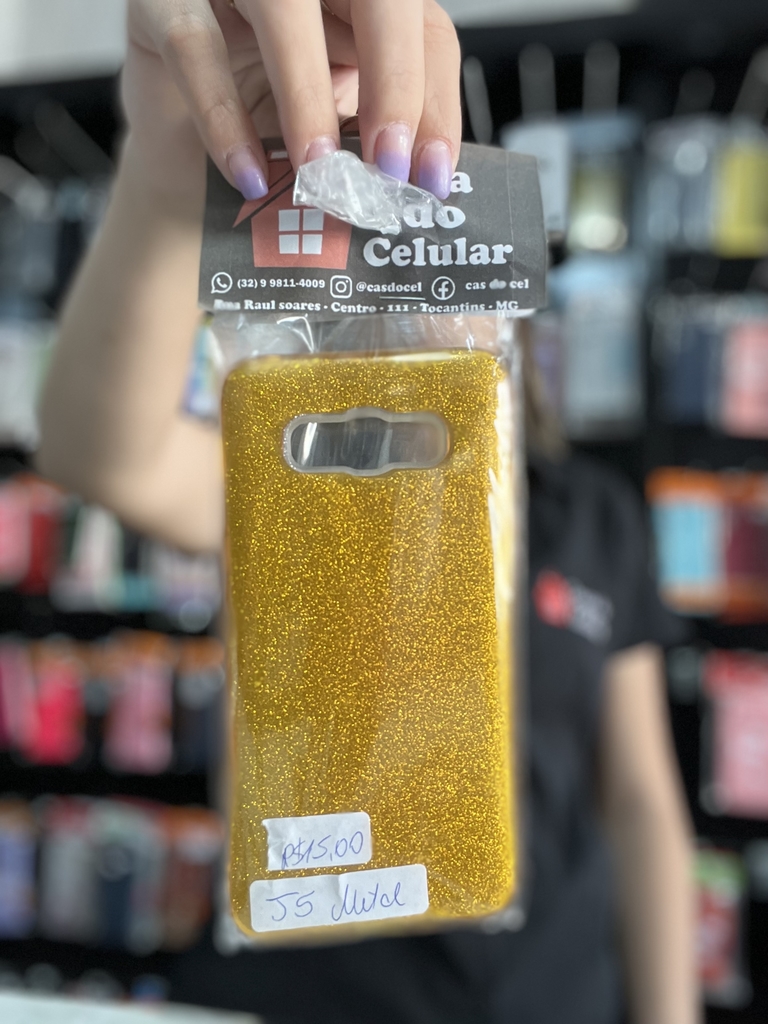 a
do
Celular
(32) 9 9811-4009 @casdocel cas do cel
Rua Raul soares - Centro - 111 - Tocantins - MG
R$15,00
J5 Metal